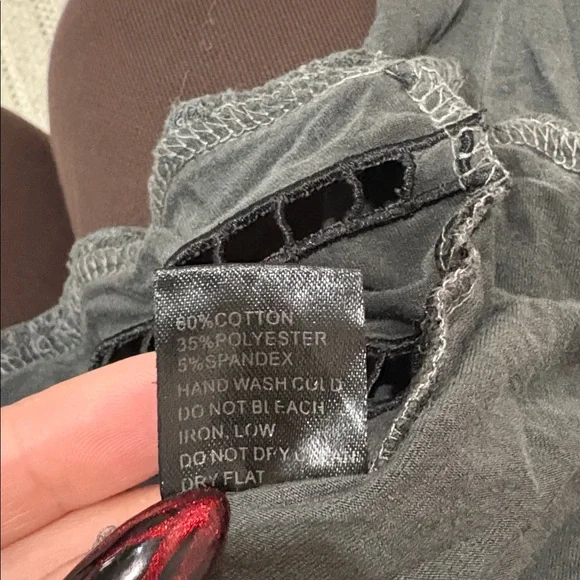 60%COTTON
35%POLYESTER
5%SPANDEX
HAND WASH COLD
DO NOT BLEACH
IRON, LOW
DO NOT DRY CLEAN
DRY FLAT